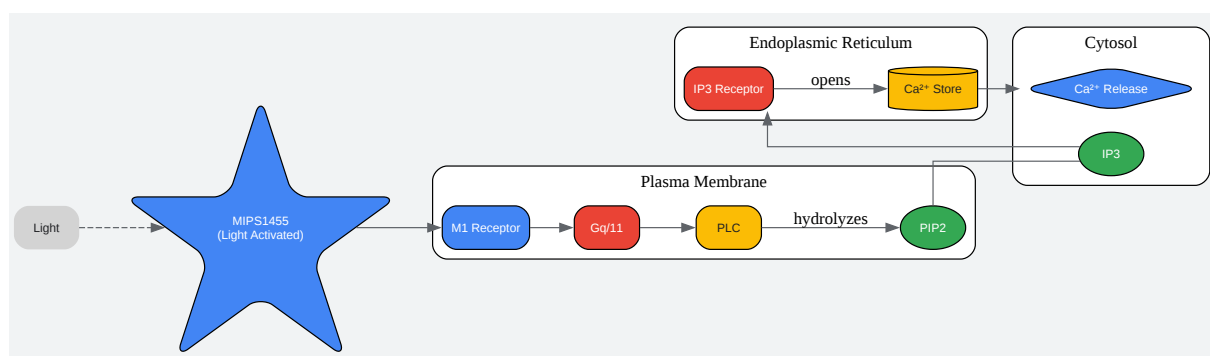 Endoplasmic Reticulum
Cytosol
IP3 Receptor
opens
Ca²⁺ Store
Ca²⁺ Release
IP3
Plasma Membrane
Light
MIPS1455
(Light Activated)
M1 Receptor
Gq/11
PLC
hydrolyzes
PIP2